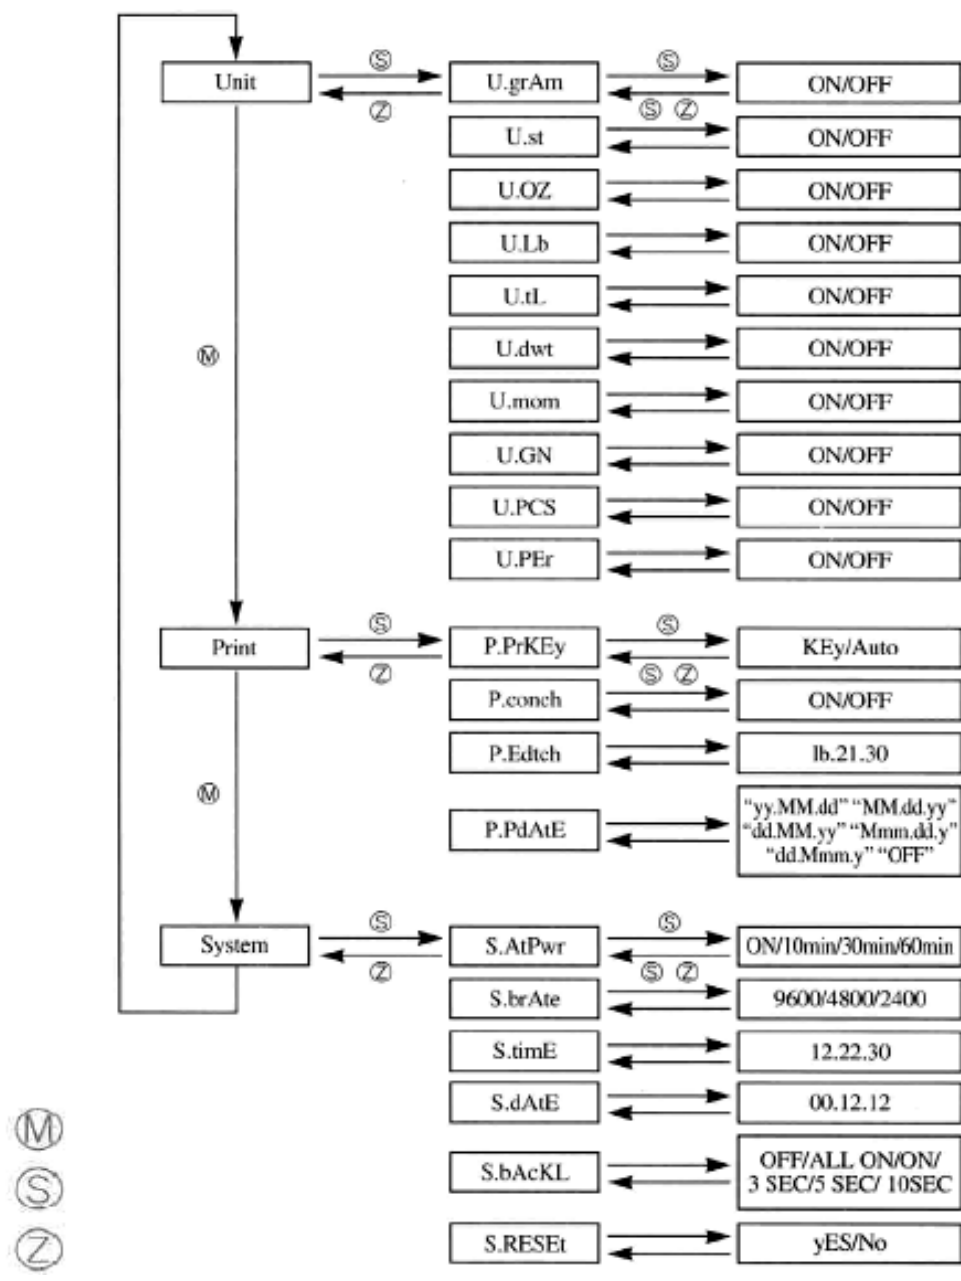 Ⓢ Ⓢ
Unit U.grAm ON/OFF
Ⓩ Ⓢ Ⓩ
U.st ON/OFF
U.OZ ON/OFF
U.Lb ON/OFF
U.tL ON/OFF
Ⓜ U.dwt ON/OFF
U.mom ON/OFF
U.GN ON/OFF
U.PCS ON/OFF
U.PEr ON/OFF
Ⓢ Ⓢ
Print P.PrKEy KEy/Auto
Ⓩ Ⓢ Ⓩ
P.conch ON/OFF
P.Edtch lb.21.30
Ⓜ
"yy.MM.dd" "MM.dd.yy"
P.PdAtE "dd.MM.yy" "Mmm.dd.y"
"dd.Mmm.y" "OFF"
Ⓢ Ⓢ
System S.AtPwr ON/10min/30min/60min
Ⓩ Ⓢ Ⓩ
S.brAte 9600/4800/2400
S.timE 12.22.30
S.dAtE 00.12.12
Ⓜ
S.bAcKL OFF/ALL ON/ON/
3 SEC/5 SEC/ 10SEC
Ⓢ
Ⓩ S.RESEt yES/No